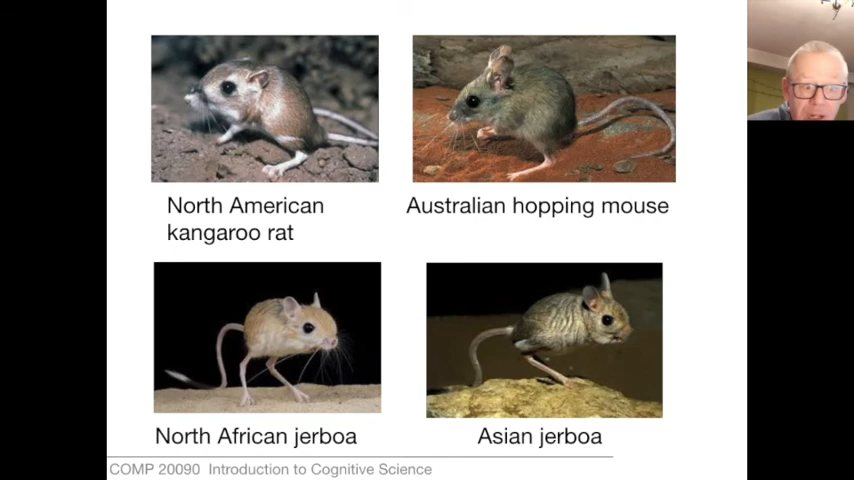 North American
kangaroo rat
Australian hopping mouse
North African jerboa
Asian jerboa
COMP 20090 Introduction to Cognitive Science